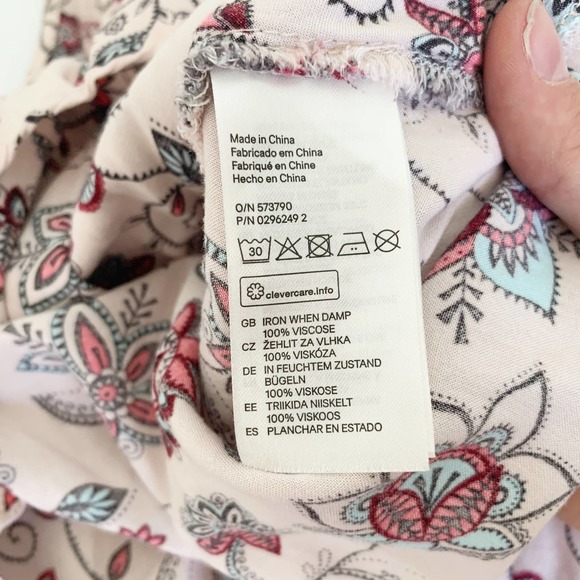 Made in China
Fabricado em China
Fabriqué en Chine
Hecho en China
O/N 573790
P/N 0296249 2
30
clevercare.info
GB IRON WHEN DAMP
100% VISCOSE
CZ ŽEHLIT ZA VLHKA
100% VISKÓZA
DE IN FEUCHTEM ZUSTAND
BÜGELN
100% VISKOSE
EE TRIIKIDA NIISKELT
100% VISKOOS
ES PLANCHAR EN ESTADO